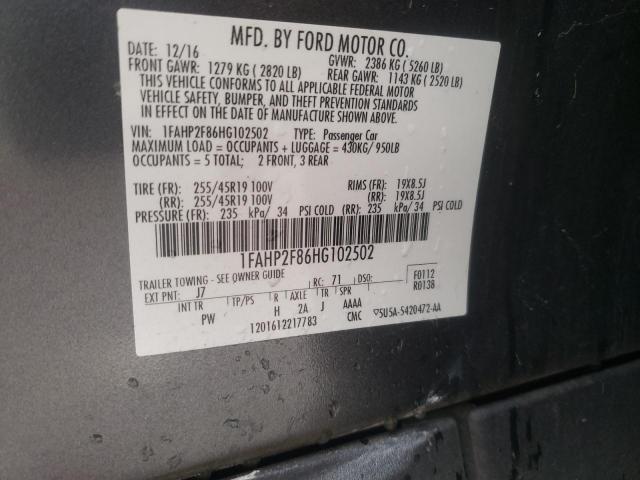 MFD. BY FORD MOTOR CO.
DATE: 12/16 GVWR: 2386 KG ( 5260 LB)
FRONT GAWR: 1279 KG ( 2820 LB) REAR GAWR: 1143 KG ( 2520 LB)
THIS VEHICLE CONFORMS TO ALL APPLICABLE FEDERAL MOTOR
VEHICLE SAFETY, BUMPER, AND THEFT PREVENTION STANDARDS
IN EFFECT ON THE DATE OF MANUFACTURE SHOWN ABOVE.
VIN: 1FAHP2F86HG102502 TYPE: Passenger Car
MAXIMUM LOAD = OCCUPANTS + LUGGAGE = 430KG/ 950LB
OCCUPANTS = 5 TOTAL; 2 FRONT, 3 REAR
TIRE (FR): 255/45R19 100V RIMS (FR): 19X8.5J
(RR): 255/45R19 100V (RR): 19X8.5J
PRESSURE (FR): 235 kPa/ 34 PSI COLD (RR): 235 kPa/ 34 PSI COLD
1FAHP2F86HG102502
TRAILER TOWING - SEE OWNER GUIDE
EXT PNT: J7 RC: 71 DSO: F0112
INT TR TP/PS R AXLE TR SPR R0138
PW H 2A J AAAA
1201612217783 CMC ▽5U5A-5420472-AA